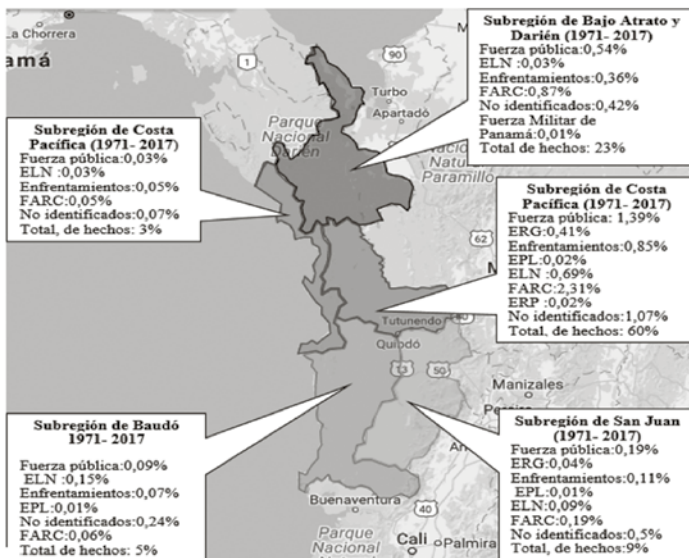 Subregión de Bajo Atrato y
Darién (1971- 2017)
Fuerza pública:0,54%
ELN :0,03%
Enfrentamientos:0,36%
FARC:0,87%
No identificados:0,42%
Fuerza Militar de
Panamá:0,01%
Total de hechos: 23%
Subregión de Costa
Pacífica (1971- 2017)
Fuerza pública:0,03%
ELN :0,03%
Enfrentamientos:0,05%
FARC:0,05%
No identificados:0,07%
Total, de hechos: 3%
Subregión de Costa
Pacífica (1971- 2017)
Fuerza pública: 1,39%
ERG:0,41%
Enfrentamientos:0,85%
EPL:0,02%
ELN:0,69%
FARC:2,31%
ERP :0,02%
No identificados:1,07%
Total, de hechos: 60%
Subregión de Baudó
1971- 2017
Fuerza pública:0,09%
ELN :0,15%
Enfrentamientos:0,07%
EPL:0,01%
No identificados:0,24%
FARC:0,06%
Total de hechos: 5%
Subregión de San Juan
(1971- 2017)
Fuerza pública:0,19%
ERG:0,04%
Enfrentamientos:0,11%
EPL:0,01%
ELN:0,09%
FARC:0,19%
No identificados:0,5%
Total de hechos:9%
La Chorrera
amá
1
90
Turbo
Apartadó
Parque
Nacional
Darién
Natur
Paramillo
62
Tutunendo
Quibdó
13
50
Manizales
Buenaventura
40
Parque
Nacional
Cali
Palmira